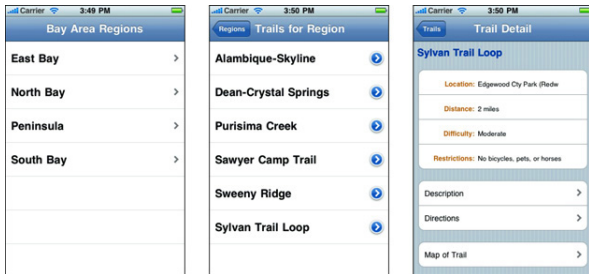 Carrier 3:49 PM
Bay Area Regions
East Bay
North Bay
Peninsula
South Bay
Carrier 3:50 PM
Regions Trails for Region
Alambique-Skyline
Dean-Crystal Springs
Purisima Creek
Sawyer Camp Trail
Sweeny Ridge
Sylvan Trail Loop
Carrier 3:50 PM
Trails Trail Detail
Sylvan Trail Loop
Location: Edgewood Cty Park (Redw
Distance: 2 miles
Difficulty: Moderate
Restrictions: No bicycles, pets, or horses
Description
Directions
Map of Trail